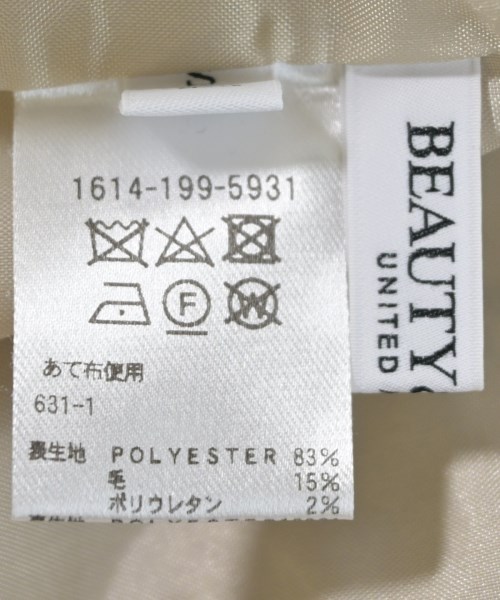 1614-199-5931
F
W
あて布使用
631-1
表生地 POLYESTER 83%
毛 15%
ポリウレタン 2%
BEAUTY
UNITED